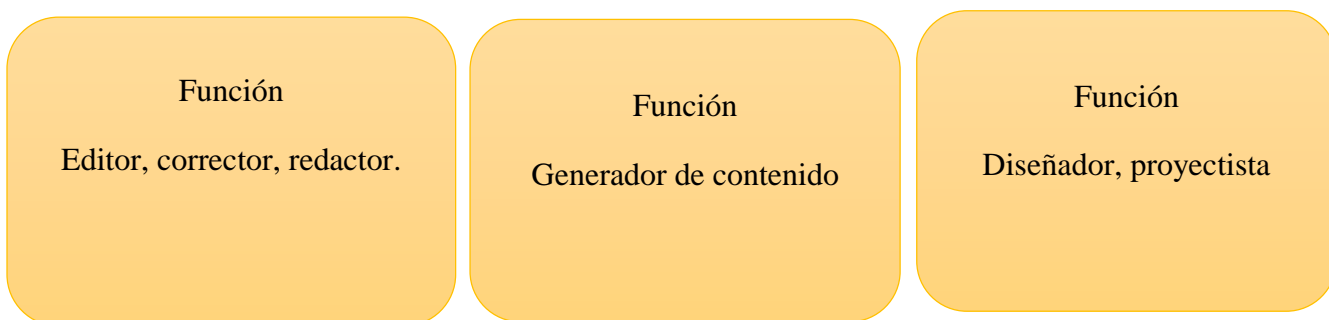 Función
Editor, corrector, redactor.
Función
Generador de contenido
Función
Diseñador, proyectista